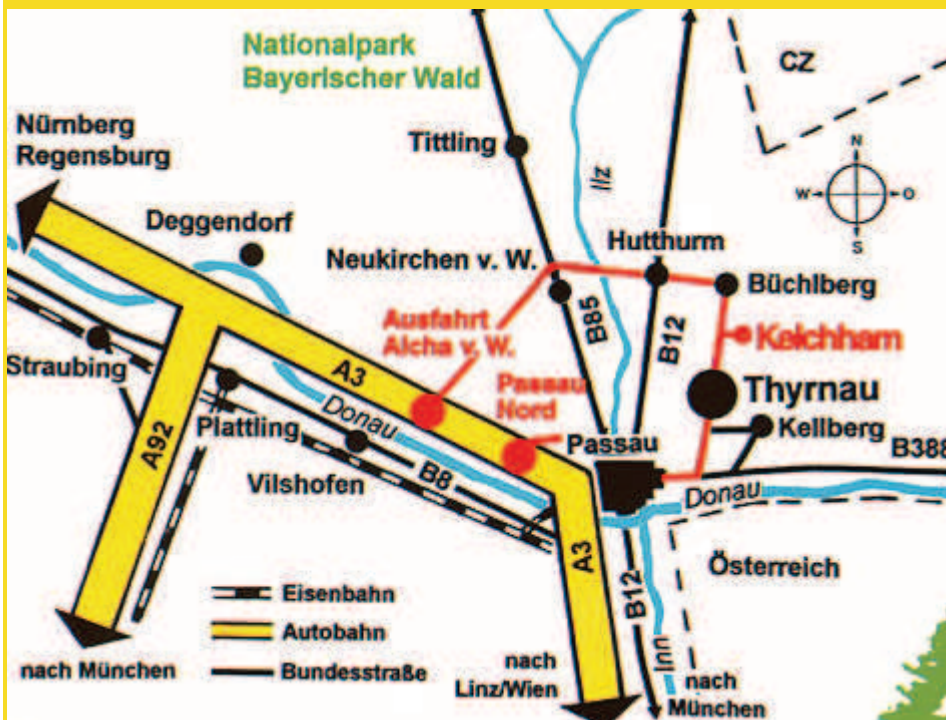 Nationalpark
Bayerischer Wald
CZ
Nürnberg
Regensburg
Tittling
Ilz
N
W
O
S
Deggendorf
Hutthurm
Neukirchen v. W.
Büchlberg
B85
B12
Ausfahrt
Aicha v. W.
Kelchham
Straubing
A3
Passau
Nord
Thyrnau
Donau
Plattling
Passau
Kellberg
A92
B388
Vilshofen
B8
Donau
A3
Österreich
B12
Eisenbahn
Autobahn
Inn
nach München
Bundesstraße
nach
Linz/Wien
nach
München